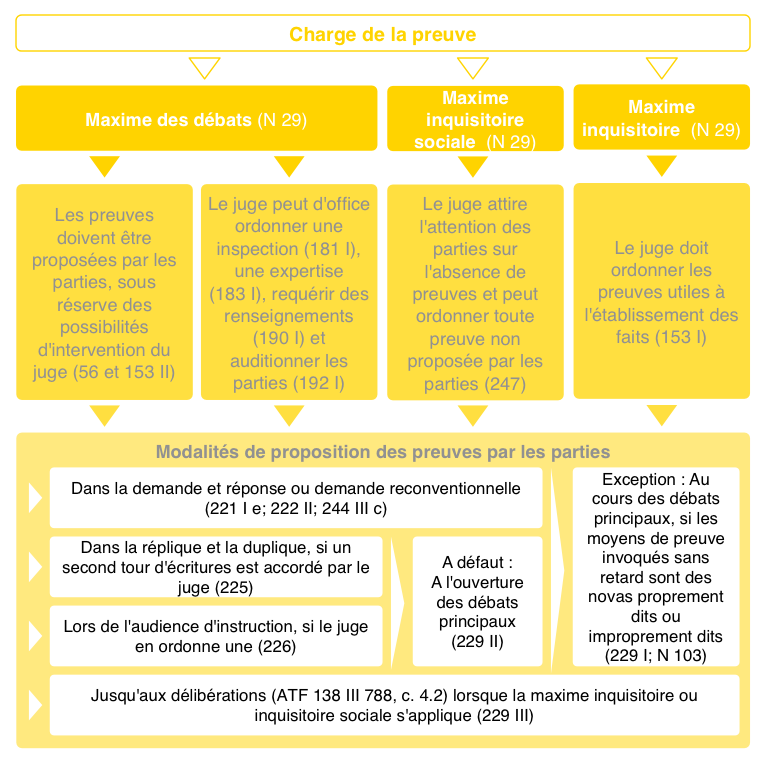 Charge de la preuve
Maxime des débats (N 29)
Maxime
inquisitoire
sociale (N 29)
Maxime
inquisitoire (N 29)
Les preuves
doivent être
proposées par les
parties, sous
réserve des
possibilités
d'intervention du
juge (56 et 153 II)
Le juge peut d'office
ordonner une
inspection (181 I),
une expertise
(183 I), requérir des
renseignements
(190 I) et
auditionner les
parties (192 I)
Le juge attire
l'attention des
parties sur
l'absence de
preuves et peut
ordonner toute
preuve non
proposée par les
parties (247)
Le juge doit
ordonner les
preuves utiles à
l'établissement des
faits (153 I)
Modalités de proposition des preuves par les parties
Dans la demande et réponse ou demande reconventionnelle
(221 I e; 222 II; 244 III c)
Dans la réplique et la duplique, si un
second tour d'écritures est accordé par le
juge (225)
Lors de l'audience d'instruction, si le juge
en ordonne une (226)
A défaut :
A l'ouverture
des débats
principaux
(229 II)
Exception : Au
cours des débats
principaux, si les
moyens de preuve
invoqués sans
retard sont des
novas proprement
dits ou
improprement dits
(229 I; N 103)
Jusqu'aux délibérations (ATF 138 III 788, c. 4.2) lorsque la maxime inquisitoire ou
inquisitoire sociale s'applique (229 III)